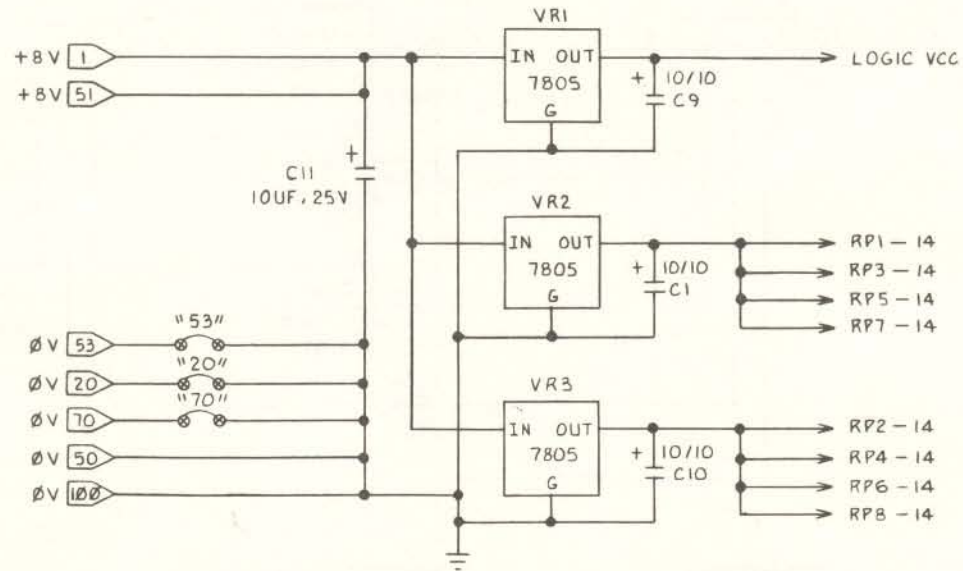 VR1
+8V 1
IN OUT
7805
G
+ 10/10
C9
LOGIC VCC
+8V 51
+
C11
10UF, 25V
VR2
IN OUT
7805
G
+ 10/10
C1
RP1-14
RP3-14
RP5-14
RP7-14
"53"
ØV 53
"20"
ØV 20
"70"
ØV 70
ØV 50
ØV 1ØØ
VR3
IN OUT
7805
G
+ 10/10
C10
RP2-14
RP4-14
RP6-14
RP8-14